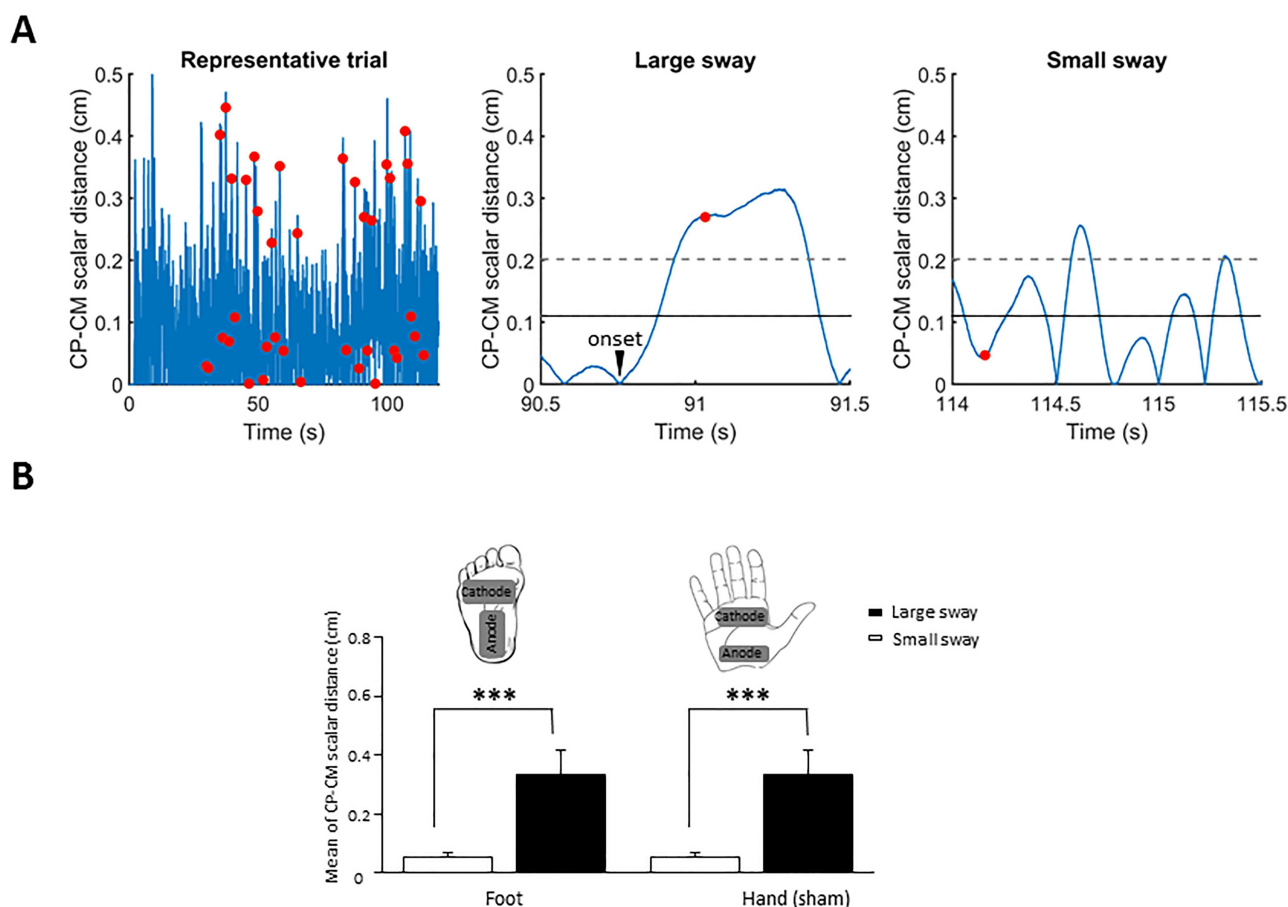 A
Representative trial
CP-CM scalar distance (cm)
0.5
0.4
0.3
0.2
0.1
0
0 50 100
Time (s)
Large sway
CP-CM scalar distance (cm)
0.5
0.4
0.3
0.2
0.1
0
onset
90.5 91 91.5
Time (s)
Small sway
CP-CM scalar distance (cm)
0.5
0.4
0.3
0.2
0.1
0
114 114.5 115 115.5
Time (s)
B
Mean of CP-CM scalar distance (cm)
0.8
0.6
0.4
0.2
0
Cathode
Anode
Cathode
Anode
Large sway
Small sway
***
***
Foot
Hand (sham)